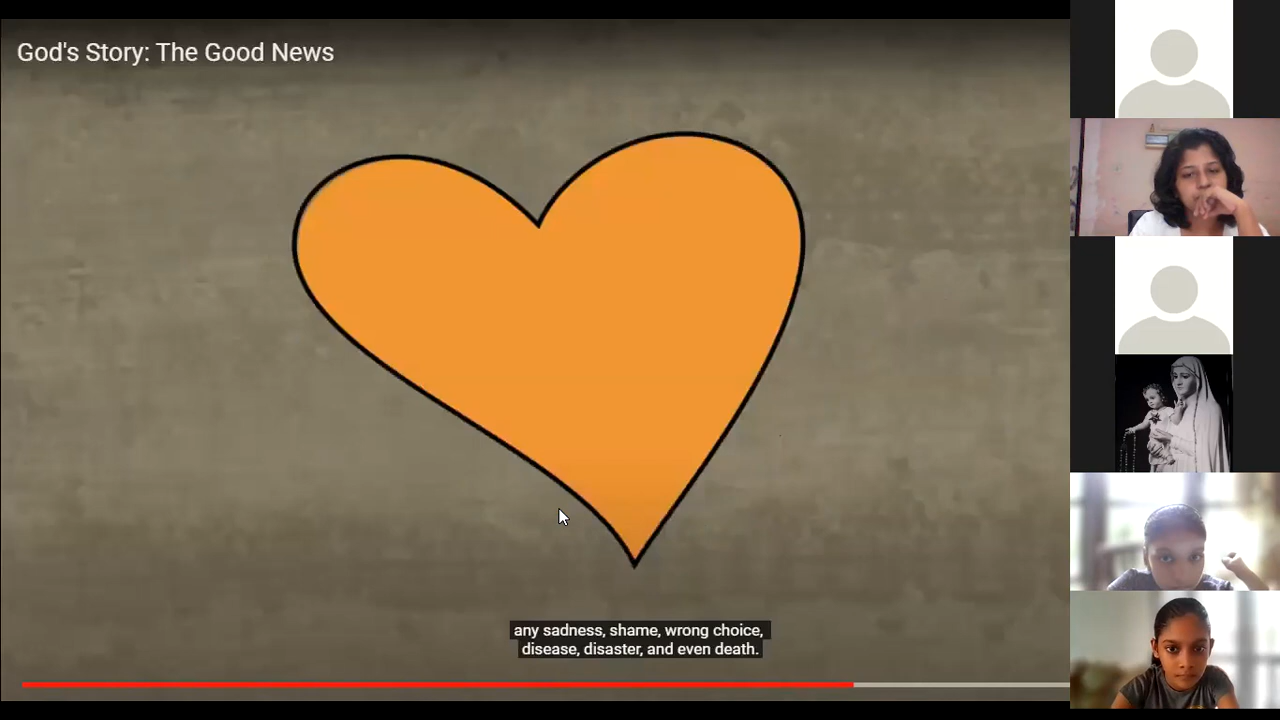 God's Story: The Good News
any sadness, shame, wrong choice,
disease, disaster, and even death.